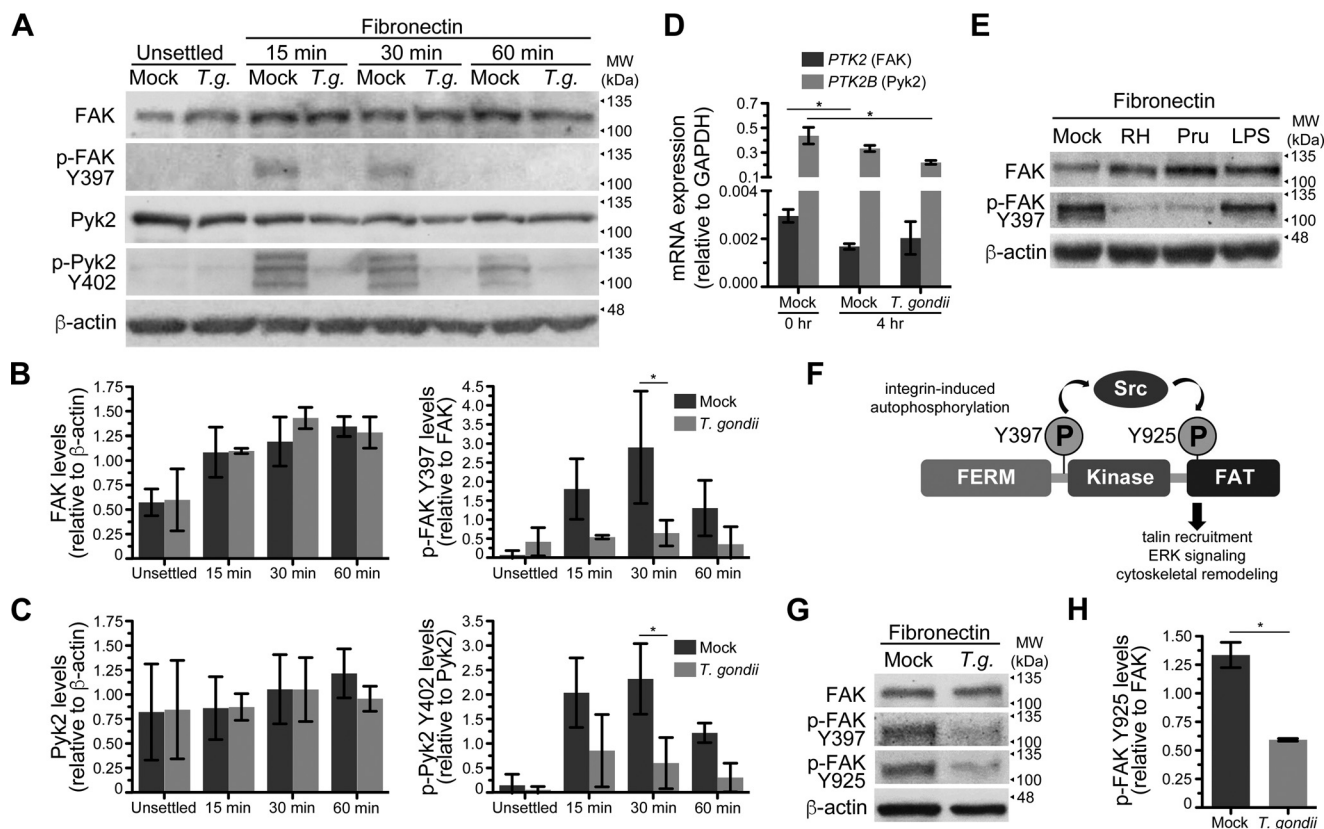 A
Fibronectin
Unsettled 15 min 30 min 60 min MW
Mock T.g. Mock T.g. Mock T.g. Mock T.g. (kDa)
FAK 135
100
p-FAK 135
Y397 100
Pyk2 135
100
p-Pyk2 135
Y402 100
β-actin 48
D
PTK2 (FAK)
PTK2B (Pyk2)
mRNA expression
(relative to GAPDH)
0.7
0.5
0.3
0.1
0.004
0.002
0.000
*
*
Mock Mock T. gondii
0 hr 4 hr
E
Fibronectin MW
Mock RH Pru LPS (kDa)
FAK 135
100
p-FAK 135
Y397 100
β-actin 48
B
FAK levels
(relative to β-actin)
1.75
1.50
1.25
1.00
0.75
0.50
0.25
0
Unsettled 15 min 30 min 60 min
p-FAK Y397 levels
(relative to FAK)
4.5
4.0
3.5
3.0
2.5
2.0
1.5
1.0
0.5
0
*
Mock
T. gondii
Unsettled 15 min 30 min 60 min
F
integrin-induced
autophosphorylation
Src
Y397 P Y925 P
FERM Kinase FAT
talin recruitment
ERK signaling
cytoskeletal remodeling
C
Pyk2 levels
(relative to β-actin)
1.75
1.50
1.25
1.00
0.75
0.50
0.25
0
Unsettled 15 min 30 min 60 min
p-Pyk2 Y402 levels
(relative to Pyk2)
3.5
3.0
2.5
2.0
1.5
1.0
0.5
0
*
Mock
T. gondii
Unsettled 15 min 30 min 60 min
G
Fibronectin MW
Mock T.g. (kDa)
FAK 135
100
p-FAK 135
Y397 100
p-FAK 135
Y925 100
β-actin 48
H
p-FAK Y925 levels
(relative to FAK)
1.50
1.25
1.00
0.75
0.50
0.25
0
*
Mock T. gondii